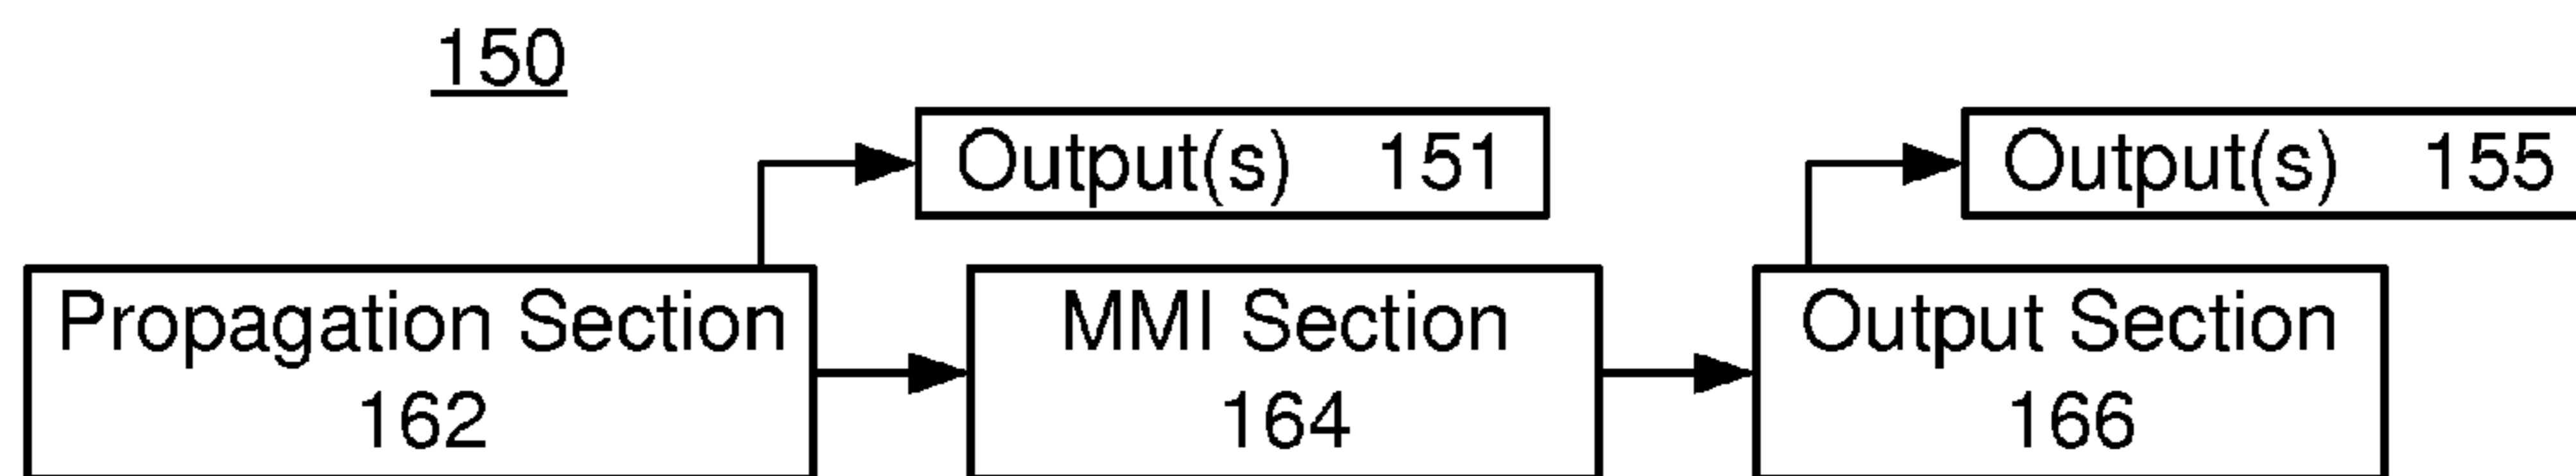 150
Output(s) 151
Output(s) 155
Propagation Section
162
MMI Section
164
Output Section
166